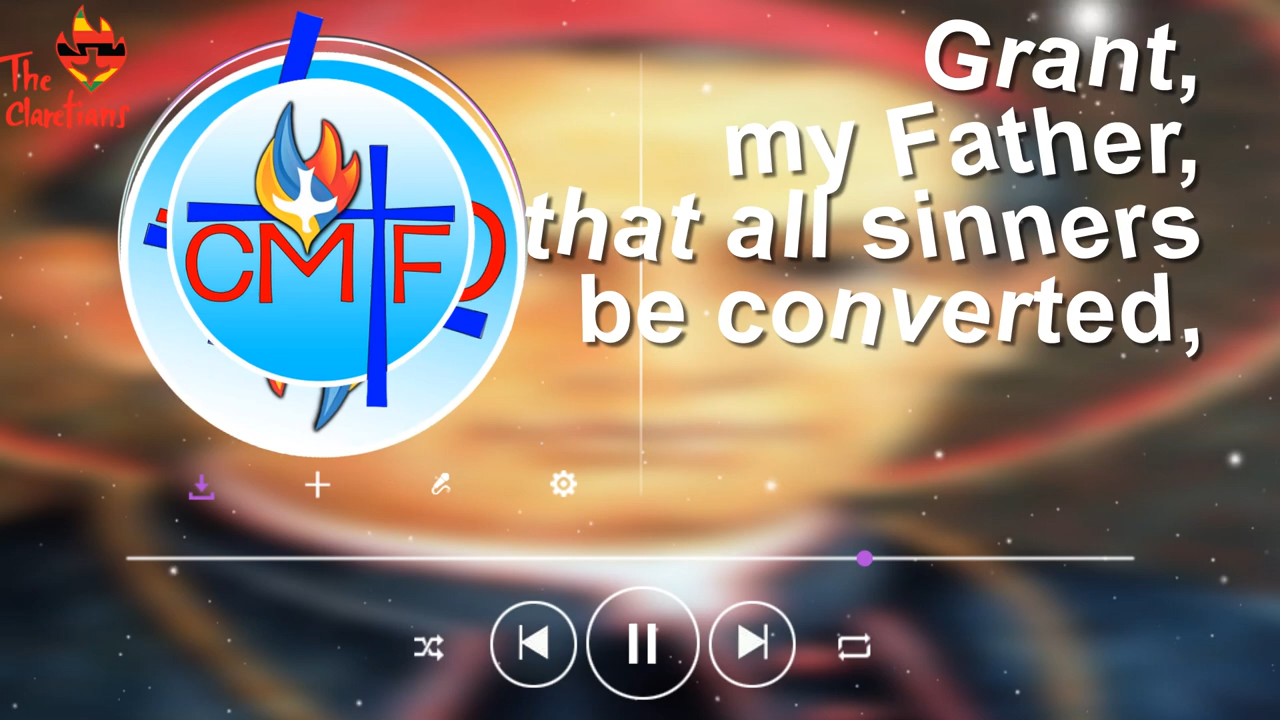 The
Claretians
CMF
Grant,
my Father,
that all sinners
be converted,